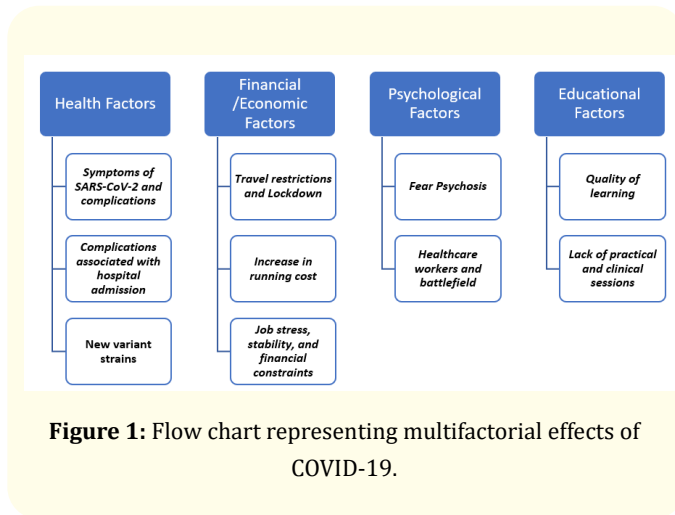 Health Factors
Symptoms of
SARS-CoV-2 and
complications
Complications
associated with
hospital
admission
New variant
strains
Financial
/Economic
Factors
Travel restrictions
and Lockdown
Increase in
running cost
Job stress,
stability, and
financial
constraints
Psychological
Factors
Fear Psychosis
Healthcare
workers and
battlefield
Educational
Factors
Quality of
learning
Lack of practical
and clinical
sessions
Figure 1: Flow chart representing multifactorial effects of
COVID-19.